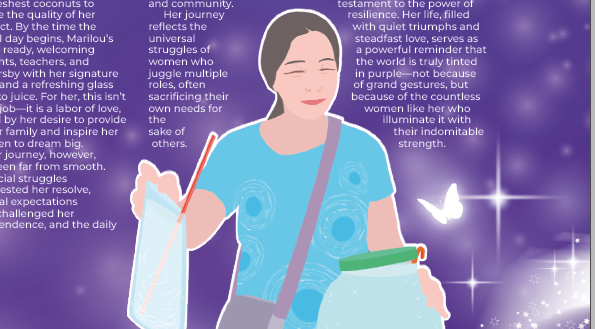 eshest coconuts to
e the quality of her
ct. By the time the
l day begins, Marilou's
ready, welcoming
nts, teachers, and
rsby with her signature
and a refreshing glass
to juice. For her, this isn't
job—it is a labor of love,
l by her desire to provide
r family and inspire her
en to dream big.
r journey, however,
een far from smooth.
cial struggles
ested her resolve,
al expectations
challenged her
endence, and the daily
and community.
Her journey
reflects the
universal
struggles of
women who
juggle multiple
roles, often
sacrificing their
own needs for
the
sake of
others.
testament to the power of
resilience. Her life, filled
with quiet triumphs and
steadfast love, serves as
a powerful reminder that
the world is truly tinted
in purple—not because
of grand gestures, but
because of the countless
women like her who
illuminate it with
their indomitable
strength.